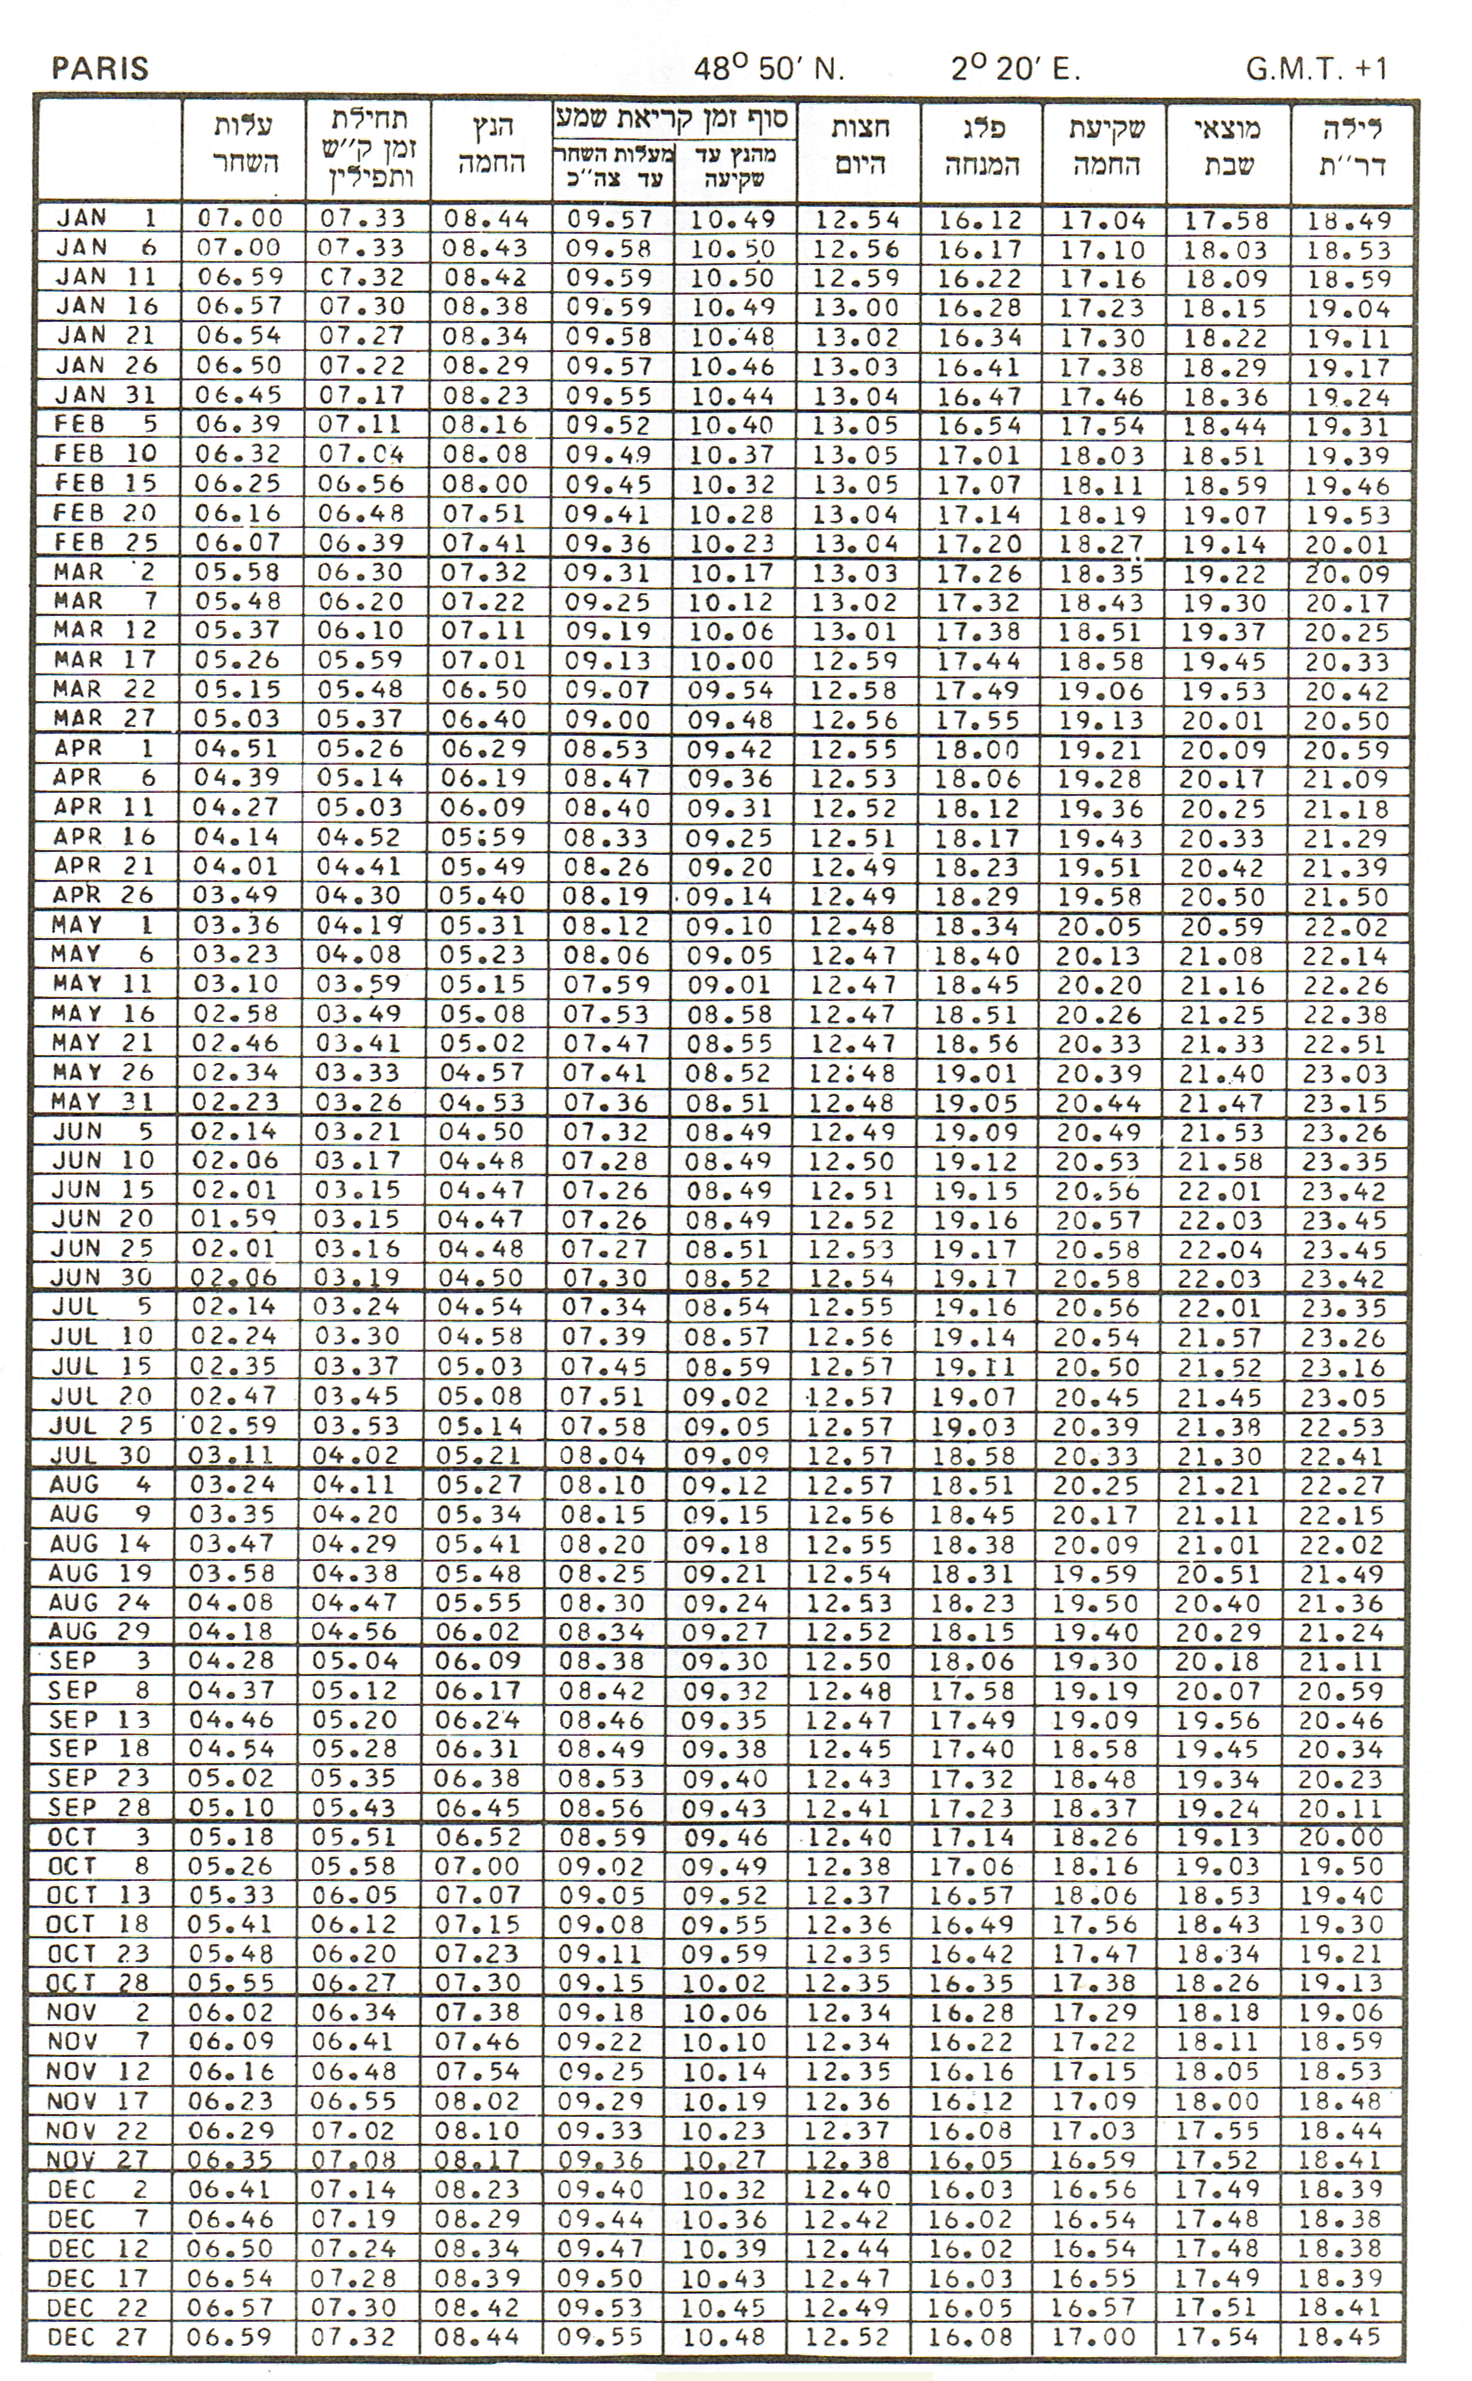 PARIS 48⁰ 50′ N. 2⁰ 20′ E. G.M.T. +1
עלות השחר תחילת זמן ק״ש ותפילין הנץ החמה סוף זמן קריאת שמע מעלות השחר עד צה״כ מהנץ עד שקיעה חצות היום פלג המנחה שקיעת החמה מוצאי שבת לילה דר״ת
JAN 1 07.00 07.33 08.44 09.57 10.49 12.54 16.12 17.04 17.58 18.49
JAN 6 07.00 07.33 08.43 09.58 10.50 12.56 16.17 17.10 18.03 18.53
JAN 11 06.59 07.32 08.42 09.59 10.50 12.59 16.22 17.16 18.09 18.59
JAN 16 06.57 07.30 08.38 09.59 10.49 13.00 16.28 17.23 18.15 19.04
JAN 21 06.54 07.27 08.34 09.58 10.48 13.02 16.34 17.30 18.22 19.11
JAN 26 06.50 07.22 08.29 09.57 10.46 13.03 16.41 17.38 18.29 19.17
JAN 31 06.45 07.17 08.23 09.55 10.44 13.04 16.47 17.46 18.36 19.24
FEB 5 06.39 07.11 08.16 09.52 10.40 13.05 16.54 17.54 18.44 19.31
FEB 10 06.32 07.04 08.08 09.49 10.37 13.05 17.01 18.03 18.51 19.39
FEB 15 06.25 06.56 08.00 09.45 10.32 13.05 17.07 18.11 18.59 19.46
FEB 20 06.16 06.48 07.51 09.41 10.28 13.04 17.14 18.19 19.07 19.53
FEB 25 06.07 06.39 07.41 09.36 10.23 13.04 17.20 18.27 19.14 20.01
MAR 2 05.58 06.30 07.32 09.31 10.17 13.03 17.26 18.35 19.22 20.09
MAR 7 05.48 06.20 07.22 09.25 10.12 13.02 17.32 18.43 19.30 20.17
MAR 12 05.37 06.10 07.11 09.19 10.06 13.01 17.38 18.51 19.37 20.25
MAR 17 05.26 05.59 07.01 09.13 10.00 12.59 17.44 18.58 19.45 20.33
MAR 22 05.15 05.48 06.50 09.07 09.54 12.58 17.49 19.06 19.53 20.42
MAR 27 05.03 05.37 06.40 09.00 09.48 12.56 17.55 19.13 20.01 20.50
APR 1 04.51 05.26 06.29 08.53 09.42 12.55 18.00 19.21 20.09 20.59
APR 6 04.39 05.14 06.19 08.47 09.36 12.53 18.06 19.28 20.17 21.09
APR 11 04.27 05.03 06.09 08.40 09.31 12.52 18.12 19.36 20.25 21.18
APR 16 04.14 04.52 05:59 08.33 09.25 12.51 18.17 19.43 20.33 21.29
APR 21 04.01 04.41 05.49 08.26 09.20 12.49 18.23 19.51 20.42 21.39
APR 26 03.49 04.30 05.40 08.19 09.14 12.49 18.29 19.58 20.50 21.50
MAY 1 03.36 04.19 05.31 08.12 09.10 12.48 18.34 20.05 20.59 22.02
MAY 6 03.23 04.08 05.23 08.06 09.05 12.47 18.40 20.13 21.08 22.14
MAY 11 03.10 03.59 05.15 07.59 09.01 12.47 18.45 20.20 21.16 22.26
MAY 16 02.58 03.49 05.08 07.53 08.58 12.47 18.51 20.26 21.25 22.38
MAY 21 02.46 03.41 05.02 07.47 08.55 12.47 18.56 20.33 21.33 22.51
MAY 26 02.34 03.33 04.57 07.41 08.52 12:48 19.01 20.39 21.40 23.03
MAY 31 02.23 03.26 04.53 07.36 08.51 12.48 19.05 20.44 21.47 23.15
JUN 5 02.14 03.21 04.50 07.32 08.49 12.49 19.09 20.49 21.53 23.26
JUN 10 02.06 03.17 04.48 07.28 08.49 12.50 19.12 20.53 21.58 23.35
JUN 15 02.01 03.15 04.47 07.26 08.49 12.51 19.15 20.56 22.01 23.42
JUN 20 01.59 03.15 04.47 07.26 08.49 12.52 19.16 20.57 22.03 23.45
JUN 25 02.01 03.16 04.48 07.27 08.51 12.53 19.17 20.58 22.04 23.45
JUN 30 02.06 03.19 04.50 07.30 08.52 12.54 19.17 20.58 22.03 23.42
JUL 5 02.14 03.24 04.54 07.34 08.54 12.55 19.16 20.56 22.01 23.35
JUL 10 02.24 03.30 04.58 07.39 08.57 12.56 19.14 20.54 21.57 23.26
JUL 15 02.35 03.37 05.03 07.45 08.59 12.57 19.11 20.50 21.52 23.16
JUL 20 02.47 03.45 05.08 07.51 09.02 12.57 19.07 20.45 21.45 23.05
JUL 25 02.59 03.53 05.14 07.58 09.05 12.57 19.03 20.39 21.38 22.53
JUL 30 03.11 04.02 05.21 08.04 09.09 12.57 18.58 20.33 21.30 22.41
AUG 4 03.24 04.11 05.27 08.10 09.12 12.57 18.51 20.25 21.21 22.27
AUG 9 03.35 04.20 05.34 08.15 09.15 12.56 18.45 20.17 21.11 22.15
AUG 14 03.47 04.29 05.41 08.20 09.18 12.55 18.38 20.09 21.01 22.02
AUG 19 03.58 04.38 05.48 08.25 09.21 12.54 18.31 19.59 20.51 21.49
AUG 24 04.08 04.47 05.55 08.30 09.24 12.53 18.23 19.50 20.40 21.36
AUG 29 04.18 04.56 06.02 08.34 09.27 12.52 18.15 19.40 20.29 21.24
SEP 3 04.28 05.04 06.09 08.38 09.30 12.50 18.06 19.30 20.18 21.11
SEP 8 04.37 05.12 06.17 08.42 09.32 12.48 17.58 19.19 20.07 20.59
SEP 13 04.46 05.20 06.24 08.46 09.35 12.47 17.49 19.09 19.56 20.46
SEP 18 04.54 05.28 06.31 08.49 09.38 12.45 17.40 18.58 19.45 20.34
SEP 23 05.02 05.35 06.38 08.53 09.40 12.43 17.32 18.48 19.34 20.23
SEP 28 05.10 05.43 06.45 08.56 09.43 12.41 17.23 18.37 19.24 20.11
OCT 3 05.18 05.51 06.52 08.59 09.46 12.40 17.14 18.26 19.13 20.00
OCT 8 05.26 05.58 07.00 09.02 09.49 12.38 17.06 18.16 19.03 19.50
OCT 13 05.33 06.05 07.07 09.05 09.52 12.37 16.57 18.06 18.53 19.40
OCT 18 05.41 06.12 07.15 09.08 09.55 12.36 16.49 17.56 18.43 19.30
OCT 23 05.48 06.20 07.23 09.11 09.59 12.35 16.42 17.47 18.34 19.21
OCT 28 05.55 06.27 07.30 09.15 10.02 12.35 16.35 17.38 18.26 19.13
NOV 2 06.02 06.34 07.38 09.18 10.06 12.34 16.28 17.29 18.18 19.06
NOV 7 06.09 06.41 07.46 09.22 10.10 12.34 16.22 17.22 18.11 18.59
NOV 12 06.16 06.48 07.54 09.25 10.14 12.35 16.16 17.15 18.05 18.53
NOV 17 06.23 06.55 08.02 09.29 10.19 12.36 16.12 17.09 18.00 18.48
NOV 22 06.29 07.02 08.10 09.33 10.23 12.37 16.08 17.03 17.55 18.44
NOV 27 06.35 07.08 08.17 09.36 10.27 12.38 16.05 16.59 17.52 18.41
DEC 2 06.41 07.14 08.23 09.40 10.32 12.40 16.03 16.56 17.49 18.39
DEC 7 06.46 07.19 08.29 09.44 10.36 12.42 16.02 16.54 17.48 18.38
DEC 12 06.50 07.24 08.34 09.47 10.39 12.44 16.02 16.54 17.48 18.38
DEC 17 06.54 07.28 08.39 09.50 10.43 12.47 16.03 16.55 17.49 18.39
DEC 22 06.57 07.30 08.42 09.53 10.45 12.49 16.05 16.57 17.51 18.41
DEC 27 06.59 07.32 08.44 09.55 10.48 12.52 16.08 17.00 17.54 18.45